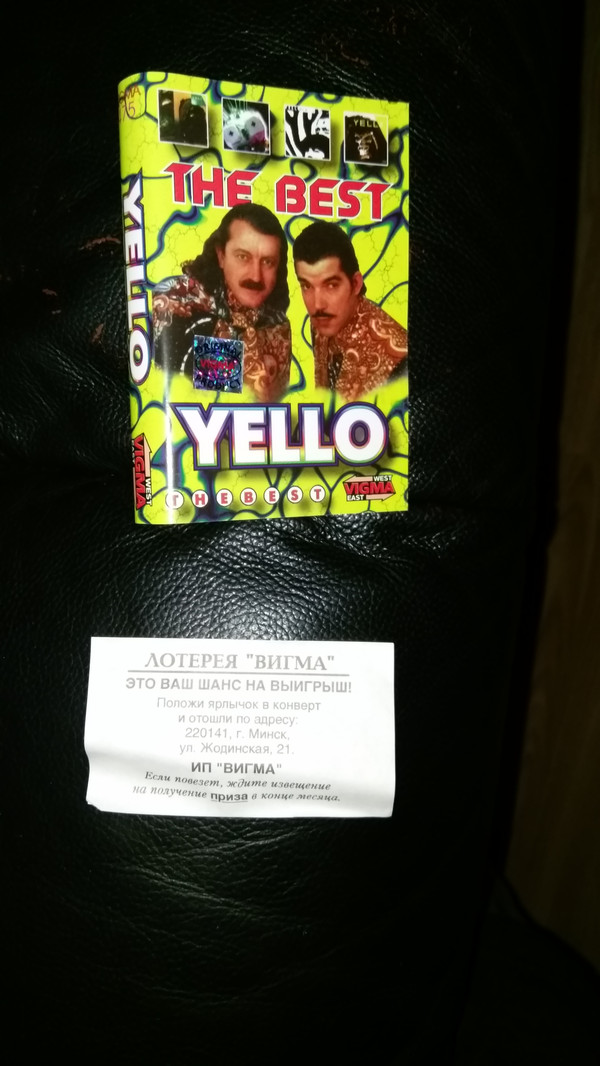 YELL
THE BEST
YELLO
VIGMA
WEST
YELLO
THE BEST
WEST
VIGMA
EAST
ЛОТЕРЕЯ "ВИГМА"
ЭТО ВАШ ШАНС НА ВЫИГРЫШ!
Положи ярлычок в конверт
и отошли по адресу:
220141, г. Минск,
ул. Жодинская, 21.
ИП "ВИГМА"
Если повезет, ждите извещение
на получение приза в конце месяца.